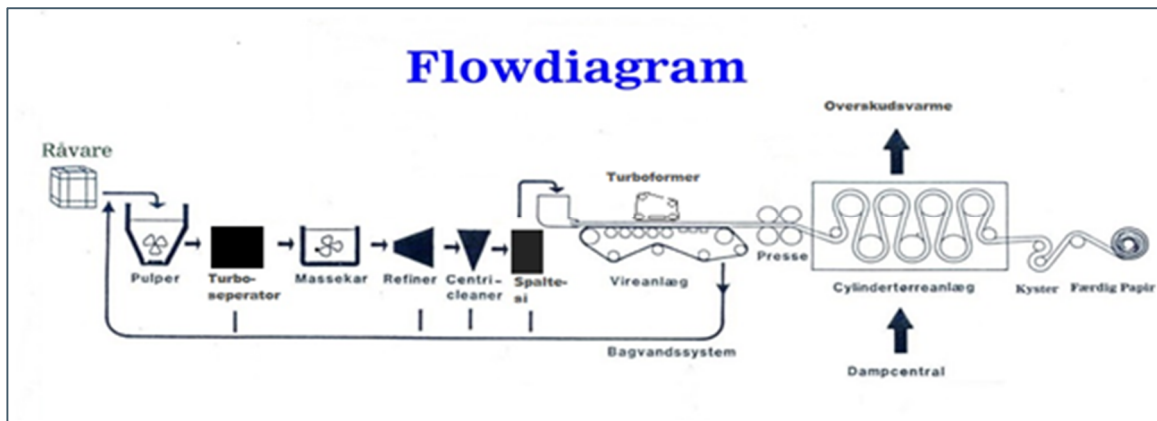 Flowdiagram
Overskudsvarme
Råvare
Turboformer
Pulper
Turbo-
seperator
Massekar
Refiner
Centri-
cleaner
Spalte-
si
Vireanlæg
Presse
Cylindertørreanlæg
Kyster
Færdig Papir
Bagvandssystem
Dampcentral